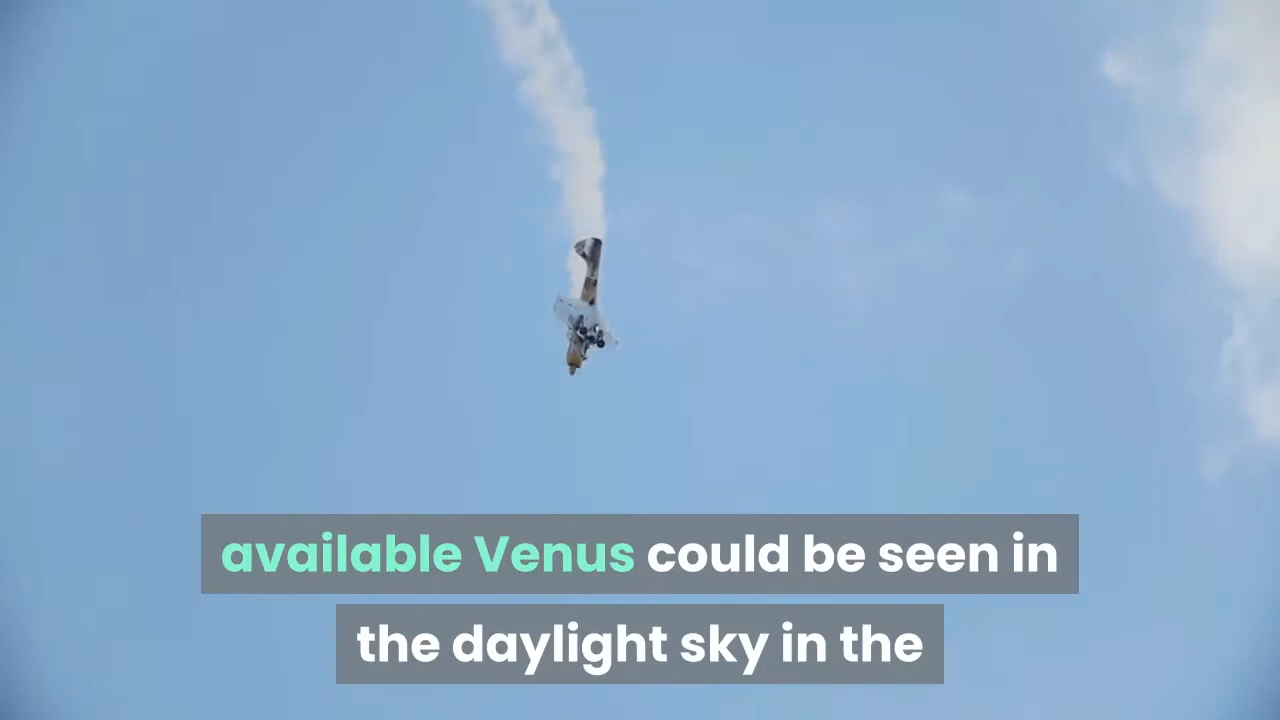 available Venus could be seen in
the daylight sky in the